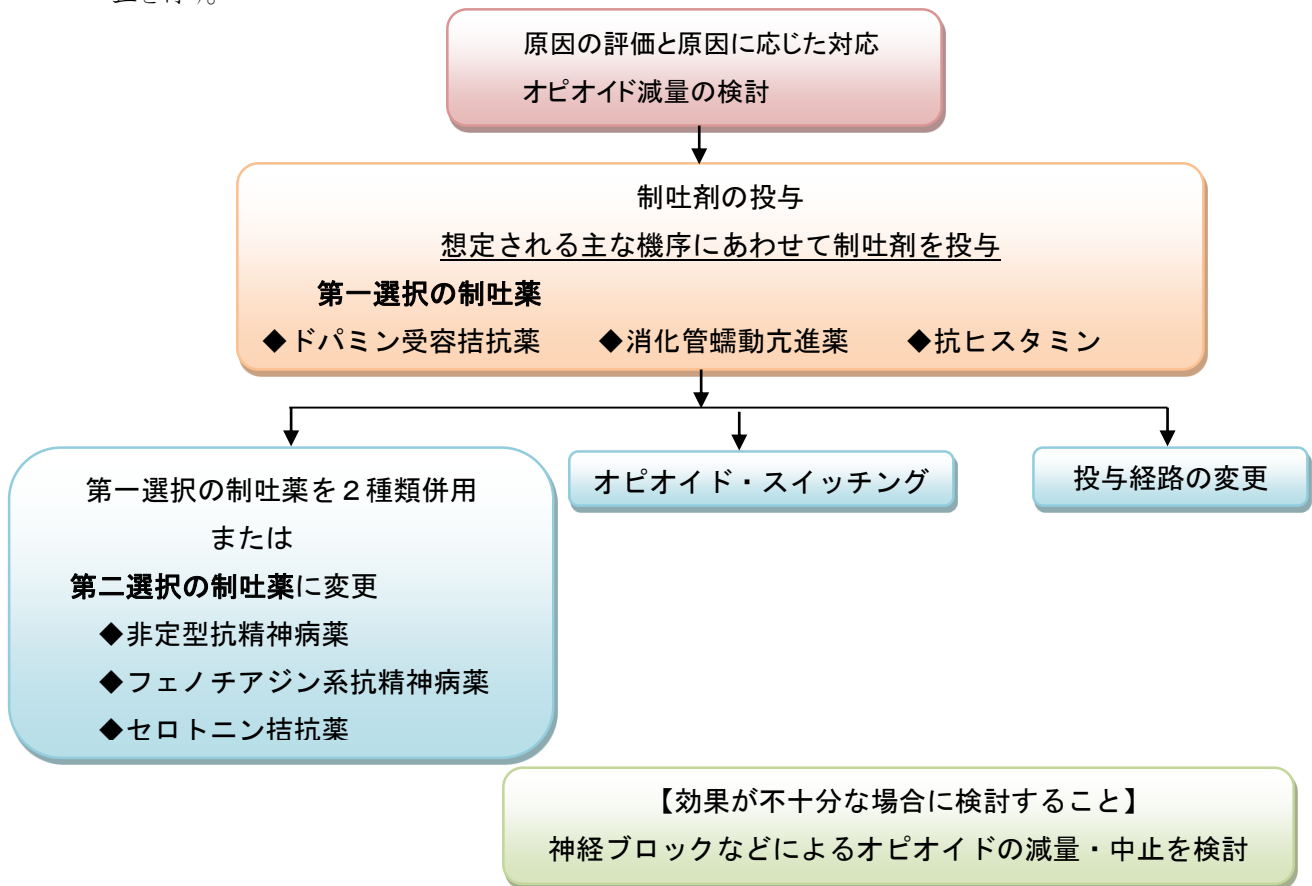 原因の評価と原因に応じた対応
オピオイド減量の検討
制吐剤の投与
想定される主な機序にあわせて制吐剤を投与
第一選択の制吐薬
◆ドパミン受容拮抗薬 ◆消化管蠕動亢進薬 ◆抗ヒスタミン
第一選択の制吐薬を２種類併用
または
第二選択の制吐薬に変更
◆非定型抗精神病薬
◆フェノチアジン系抗精神病薬
◆セロトニン拮抗薬
オピオイド・スイッチング
投与経路の変更
【効果が不十分な場合に検討すること】
神経ブロックなどによるオピオイドの減量・中止を検討